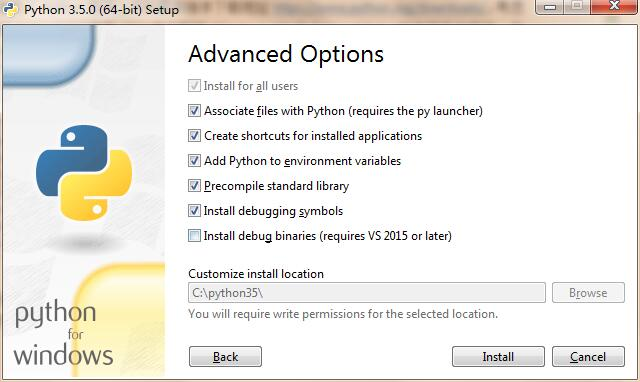 Python 3.5.0 (64-bit) Setup
Advanced Options
Install for all users
Associate files with Python (requires the py launcher)
Create shortcuts for installed applications
Add Python to environment variables
Precompile standard library
Install debugging symbols
Install debug binaries (requires VS 2015 or later)
Customize install location
C:\python35\
Browse
You will require write permissions for the selected location.
python
for
windows
Back
Install
Cancel